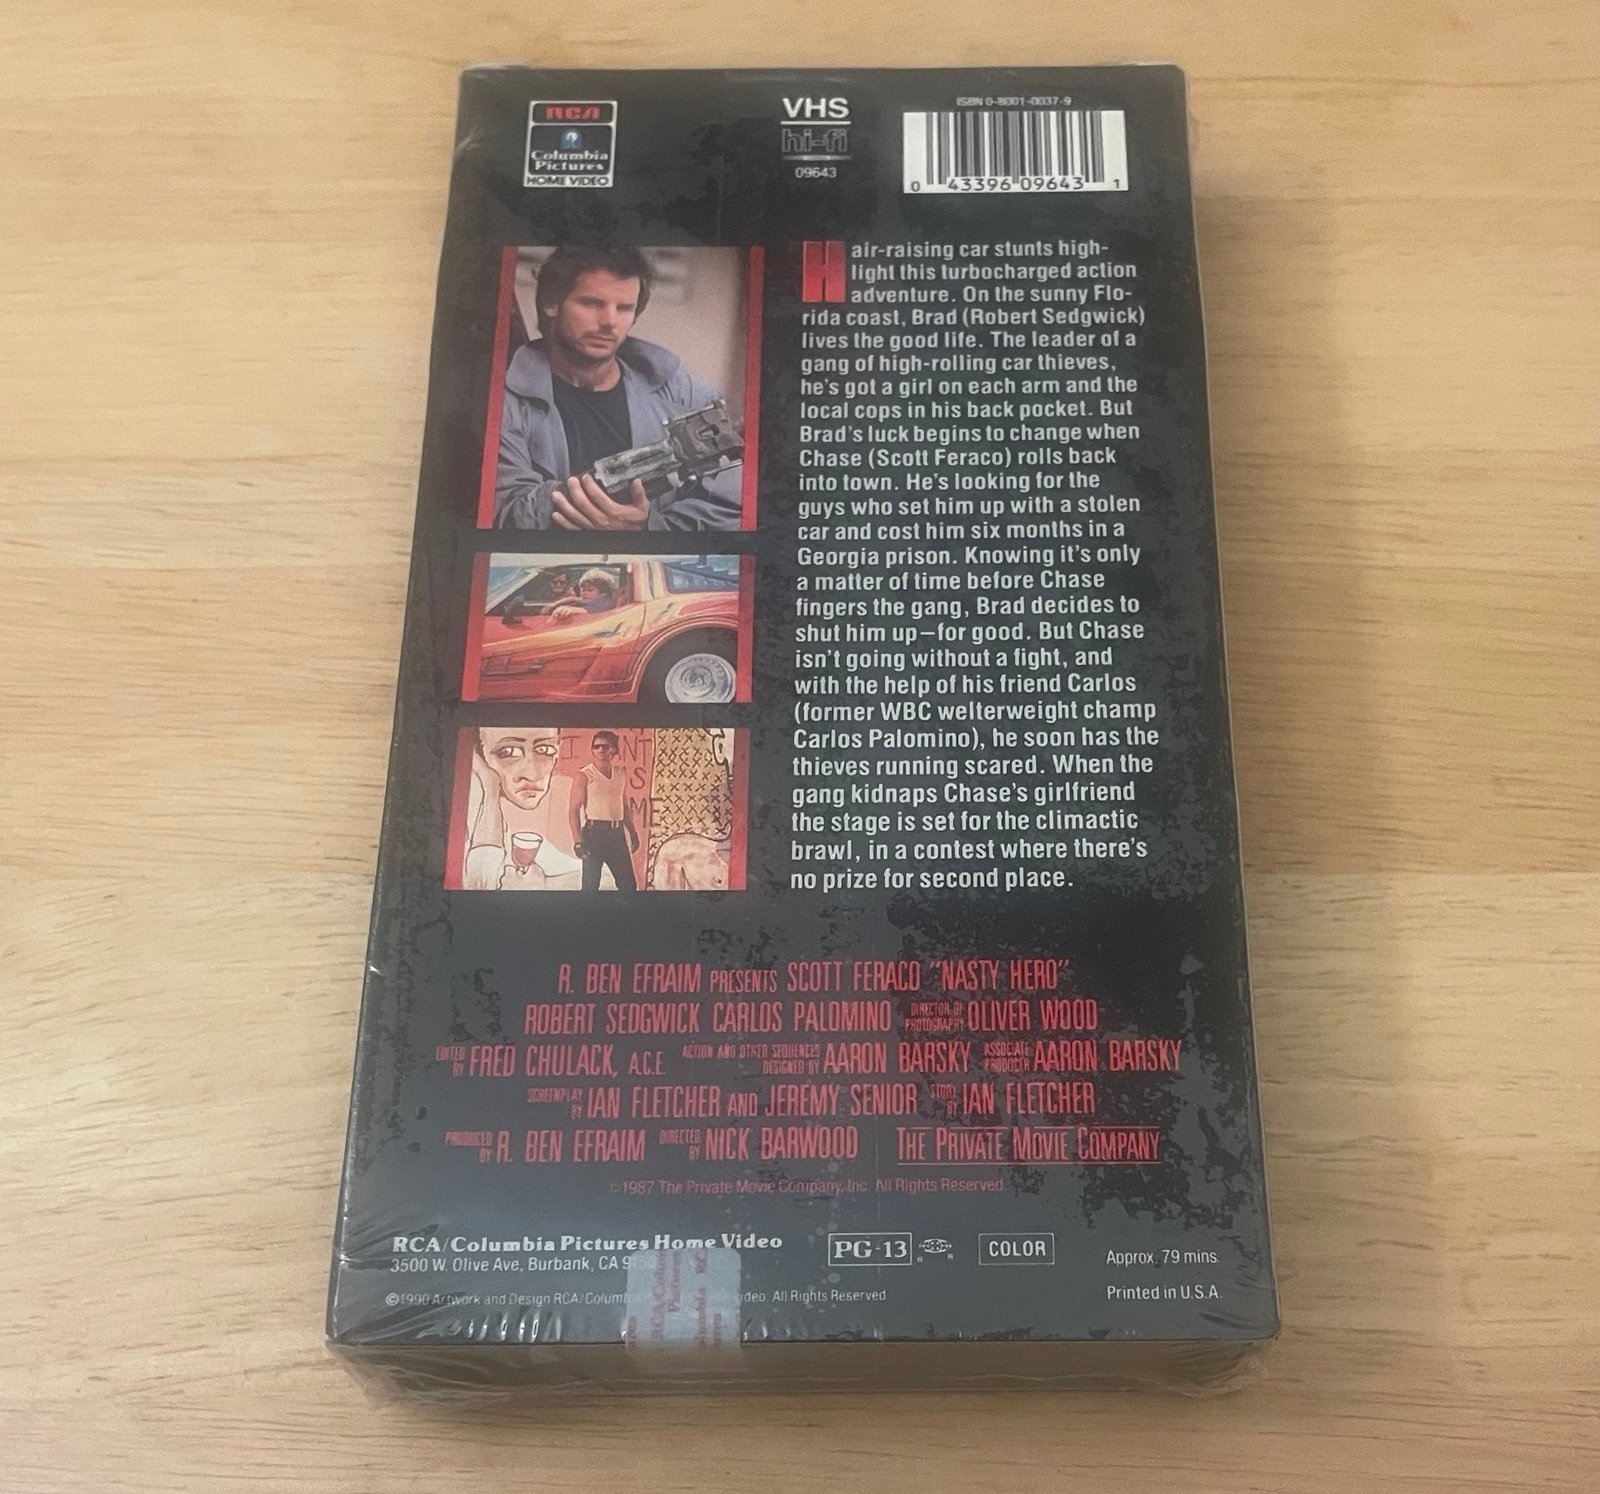 RCA
Columbia
Pictures
HOME VIDEO
VHS
hi-fi
09643
ISBN 0-8001-0037-9
0 43396 09643 1
Hair-raising car stunts high-
light this turbocharged action
adventure. On the sunny Flo-
rida coast, Brad (Robert Sedgwick)
lives the good life. The leader of a
gang of high-rolling car thieves,
he's got a girl on each arm and the
local cops in his back pocket. But
Brad's luck begins to change when
Chase (Scott Feraco) rolls back
into town. He's looking for the
guys who set him up with a stolen
car and cost him six months in a
Georgia prison. Knowing it's only
a matter of time before Chase
fingers the gang, Brad decides to
shut him up—for good. But Chase
isn't going without a fight, and
with the help of his friend Carlos
(former WBC welterweight champ
Carlos Palomino), he soon has the
thieves running scared. When the
gang kidnaps Chase's girlfriend
the stage is set for the climactic
brawl, in a contest where there's
no prize for second place.
R. BEN EFRAIM PRESENTS SCOTT FERACO "NASTY HERO"
ROBERT SEDGWICK CARLOS PALOMINO DIRECTOR OF PHOTOGRAPHY OLIVER WOOD
EDITED BY FRED CHULACK, A.C.E. ACTION AND OTHER SEQUENCES DESIGNED BY AARON BARSKY ASSOCIATE PRODUCER AARON BARSKY
SCREENPLAY BY IAN FLETCHER AND JEREMY SENIOR STORY BY IAN FLETCHER
PRODUCED BY R. BEN EFRAIM DIRECTED BY NICK BARWOOD THE PRIVATE MOVIE COMPANY
©1987 The Private Movie Company, Inc. All Rights Reserved.
RCA/Columbia Pictures Home Video
3500 W. Olive Ave, Burbank, CA
©1990 Artwork and Design RCA/ All Rights Reserved
PG-13
COLOR
Approx. 79 mins.
Printed in U.S.A.